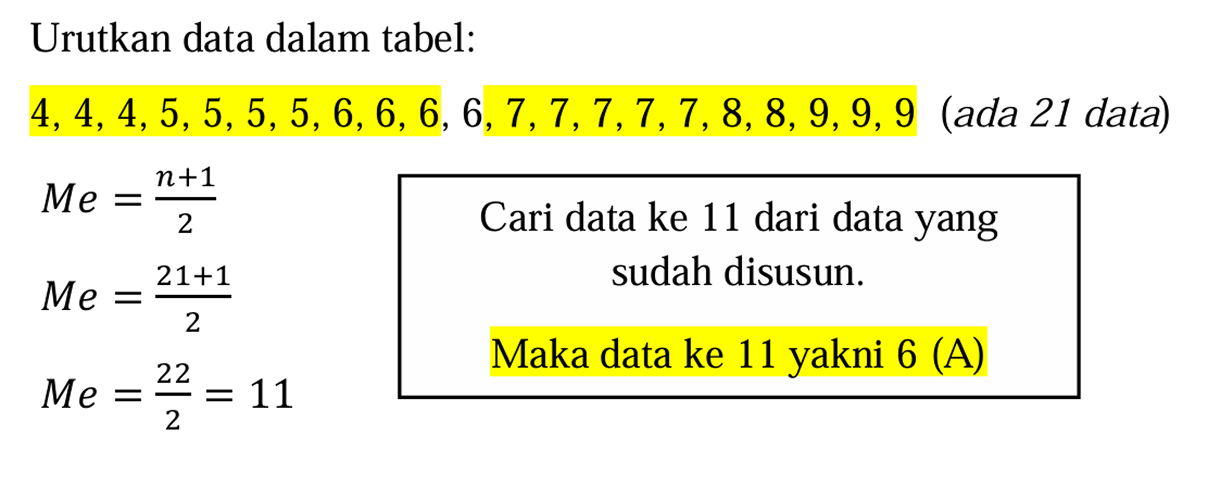 Urutkan data dalam tabel:
4, 4, 4, 5, 5, 5, 5, 6, 6, 6, 6, 7, 7, 7, 7, 7, 8, 8, 9, 9, 9 (ada 21 data)
Me = \frac{n+1}{2}
Me = \frac{21+1}{2}
Me = \frac{22}{2} = 11
Cari data ke 11 dari data yang
sudah disusun.
Maka data ke 11 yakni 6 (A)